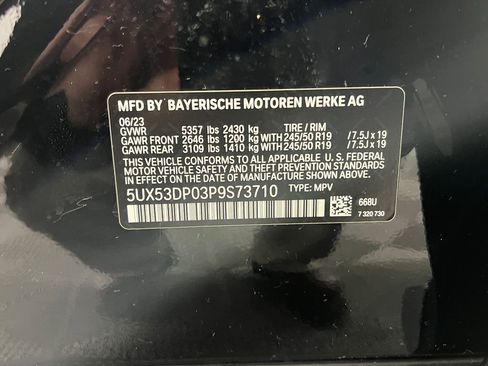 MFD BY BAYERISCHE MOTOREN WERKE AG
06/23
GVWR 5357 lbs 2430 kg TIRE / RIM
GAWR FRONT 2646 lbs 1200 KG WITH 245/50 R19 / 7.5J x 19
GAWR REAR 3109 lbs 1410 KG WITH 245/50 R19 / 7.5J x 19
THIS VEHICLE CONFORMS TO ALL APPLICABLE U. S. FEDERAL
MOTOR VEHICLE SAFETY AND THEFT PREVENTION STANDARDS
IN EFFECT ON THE DATE OF MANUFACTURE SHOWN ABOVE.
5UX53DP03P9S73710 TYPE: MPV
668U
7 320 730